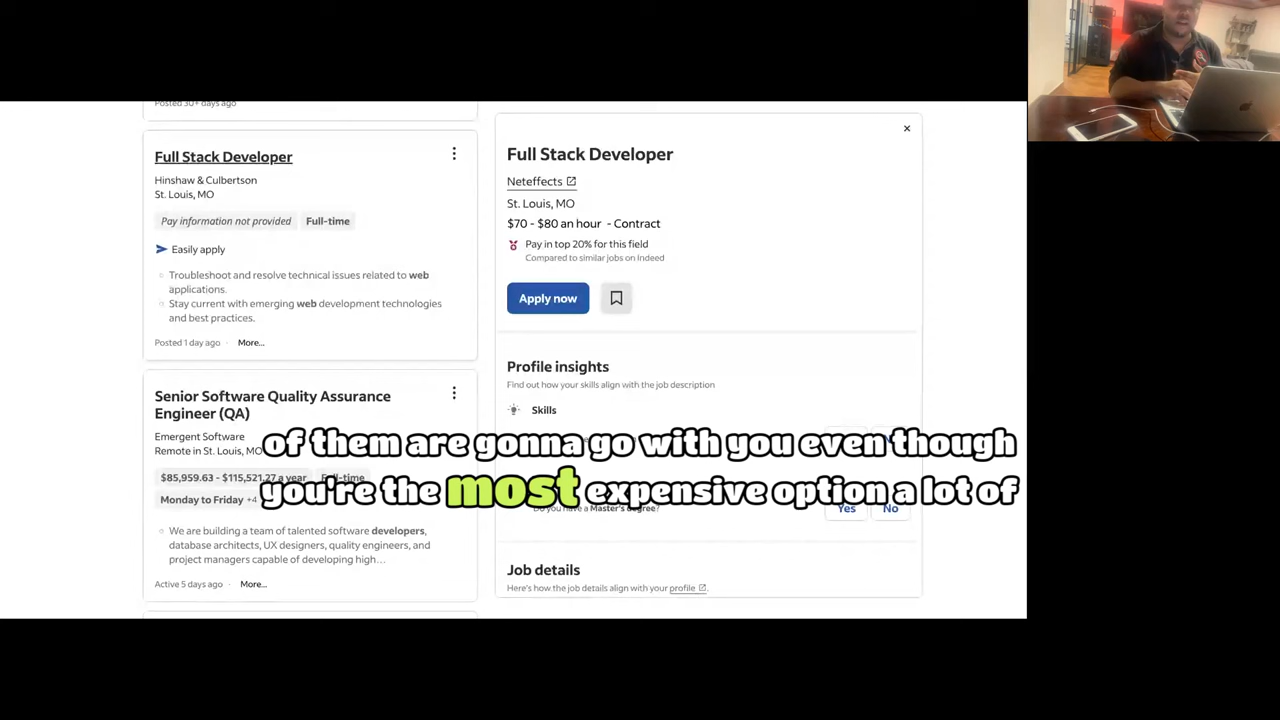 Posted 30+ days ago
Full Stack Developer
Hinshaw & Culbertson
St. Louis, MO
Pay information not provided
Full-time
Easily apply
Troubleshoot and resolve technical issues related to web
applications.
Stay current with emerging web development technologies
and best practices.
Posted 1 day ago · More...
Senior Software Quality Assurance
Engineer (QA)
Emergent Software
Remote in St. Louis, MO
$85,959.63 - $115,521.27 a year
Full-time
Monday to Friday +4
We are building a team of talented software developers,
database architects, UX designers, quality engineers, and
project managers capable of developing high…
Active 5 days ago · More...
Full Stack Developer
Neteffects
St. Louis, MO
$70 - $80 an hour - Contract
Pay in top 20% for this field
Compared to similar jobs on Indeed
Apply now
Profile insights
Find out how your skills align with the job description
Skills
Do you have a Master's degree?
Yes
No
Job details
Here's how the job details align with your profile.
of them are gonna go with you even though
you're the most expensive option a lot of